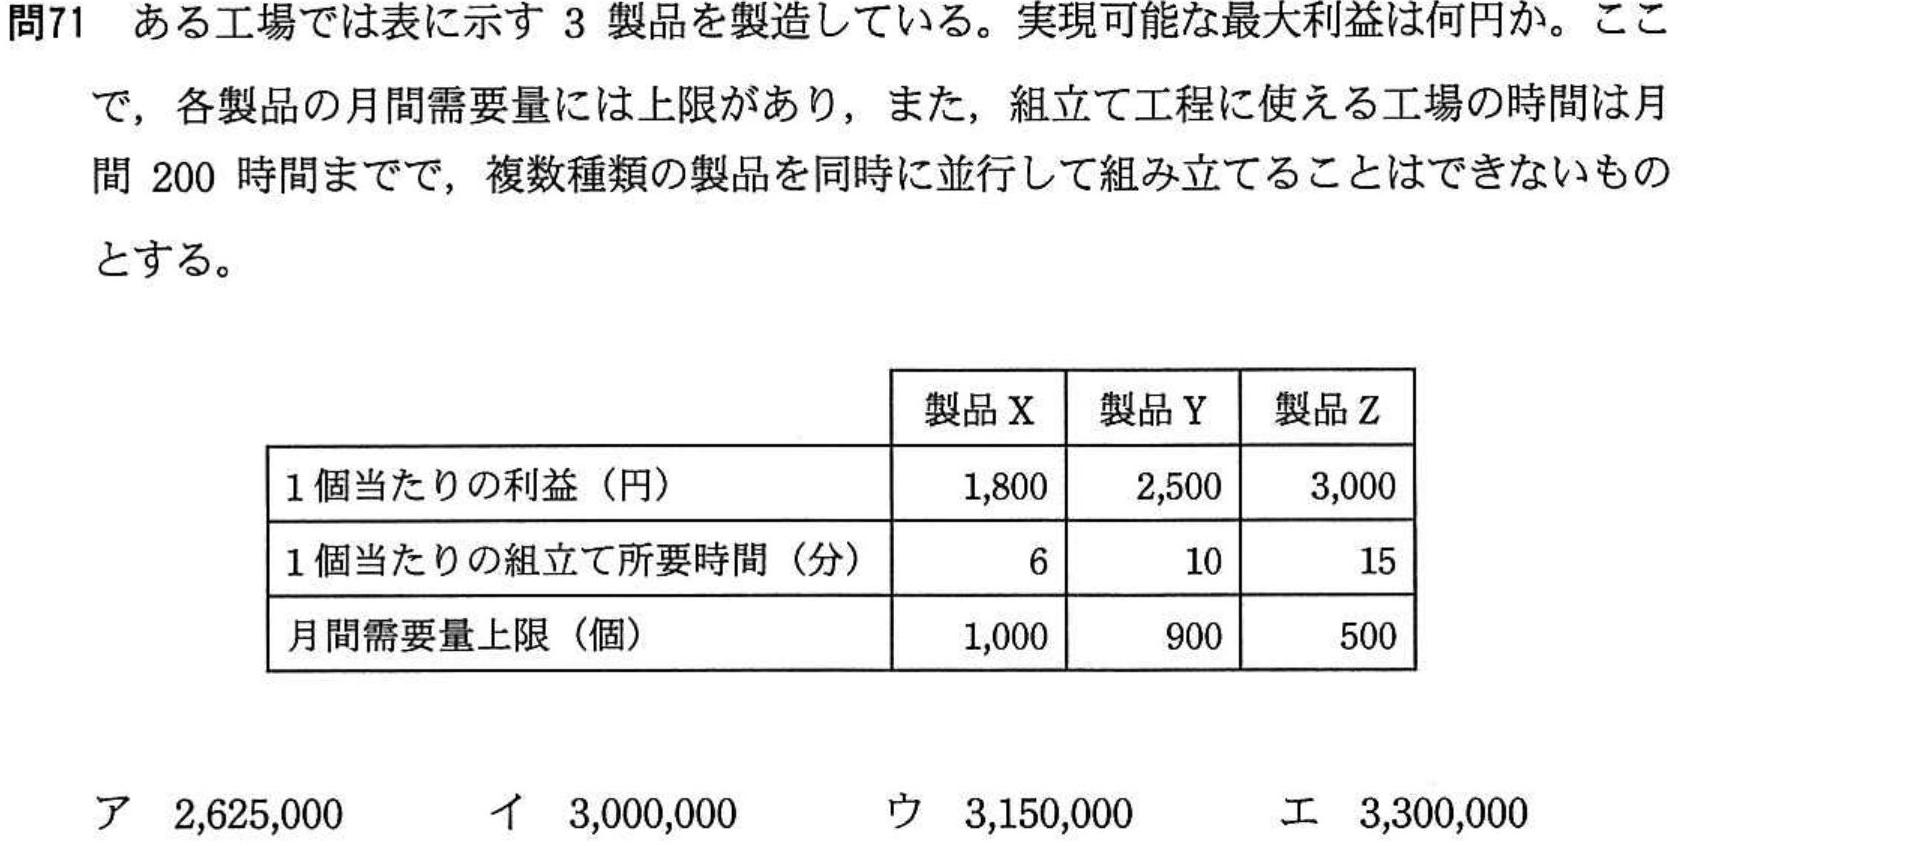 問71 ある工場では表に示す 3 製品を製造している。実現可能な最大利益は何円か。ここ
で，各製品の月間需要量には上限があり，また，組立て工程に使える工場の時間は月
間 200 時間までで，複数種類の製品を同時に並行して組み立てることはできないもの
とする。
製品 X 製品 Y 製品 Z
1 個当たりの利益（円） 1,800 2,500 3,000
1 個当たりの組立て所要時間（分） 6 10 15
月間需要量上限（個） 1,000 900 500
ア 2,625,000 イ 3,000,000 ウ 3,150,000 エ 3,300,000